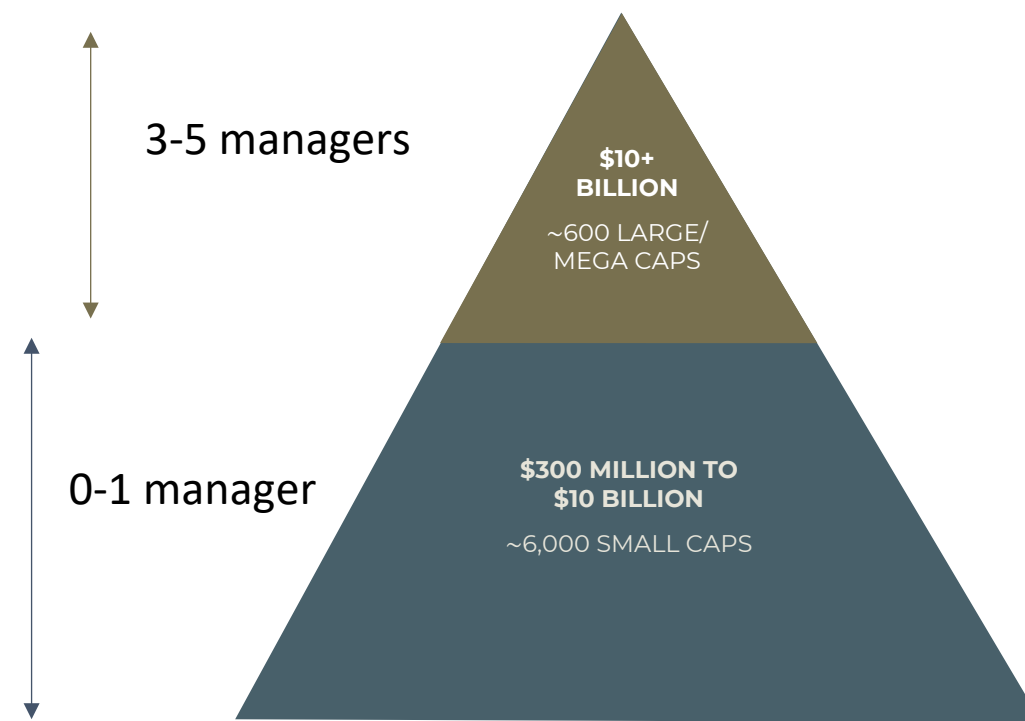 3-5 managers
$10+
BILLION
~600 LARGE/
MEGA CAPS
0-1 manager
$300 MILLION TO
$10 BILLION
~6,000 SMALL CAPS